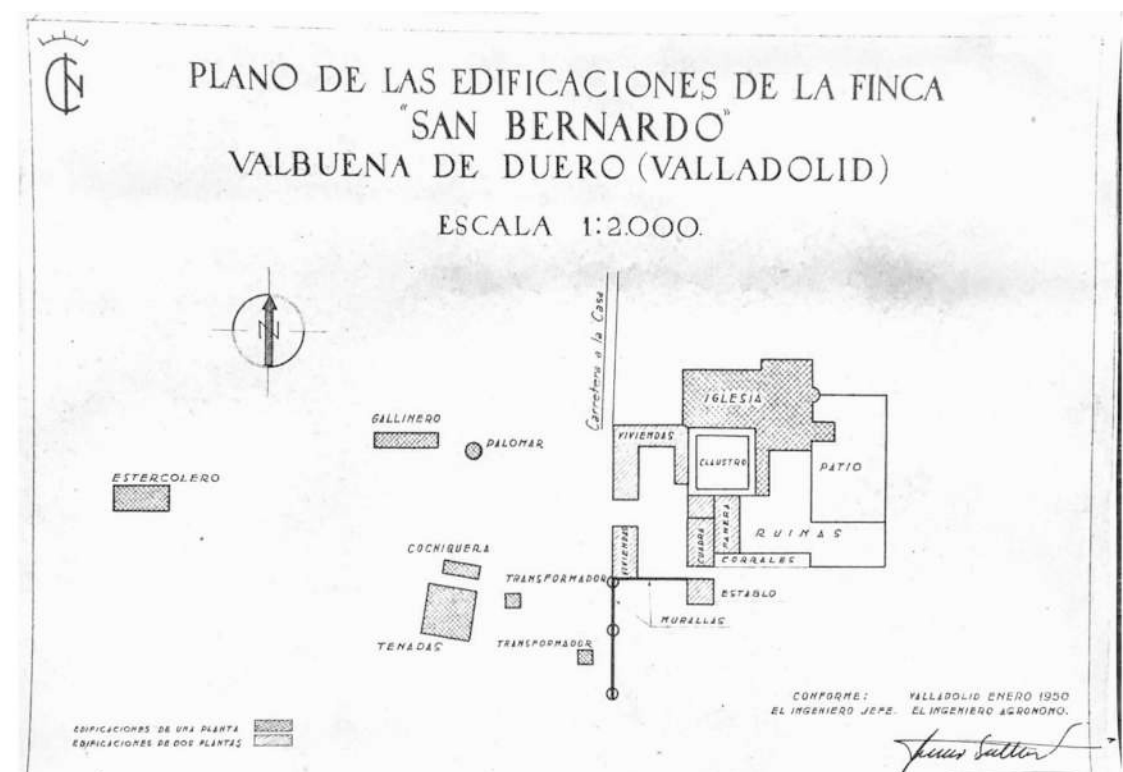 PLANO DE LAS EDIFICACIONES DE LA FINCA
"SAN BERNARDO"
VALBUENA DE DUERO (VALLADOLID)
ESCALA 1:2.000.
N
Carretera a la Casa
IGLESIA
GALLINERO
VIVIENDAS
PALOMAR
CLAUSTRO
PATIO
ESTERCOLERO
CUADRA
PANERA
RUINAS
VIVIENDAS
COCHIQUERA
CORRALES
TRANSFORMADOR
ESTABLO
MURALLAS
TENADAS
TRANSFORMADOR
CONFORME: VALLADOLID ENERO 1950
EL INGENIERO JEFE. EL INGENIERO AGRONOMO.
EDIFICACIONES DE UNA PLANTA
EDIFICACIONES DE DOS PLANTAS